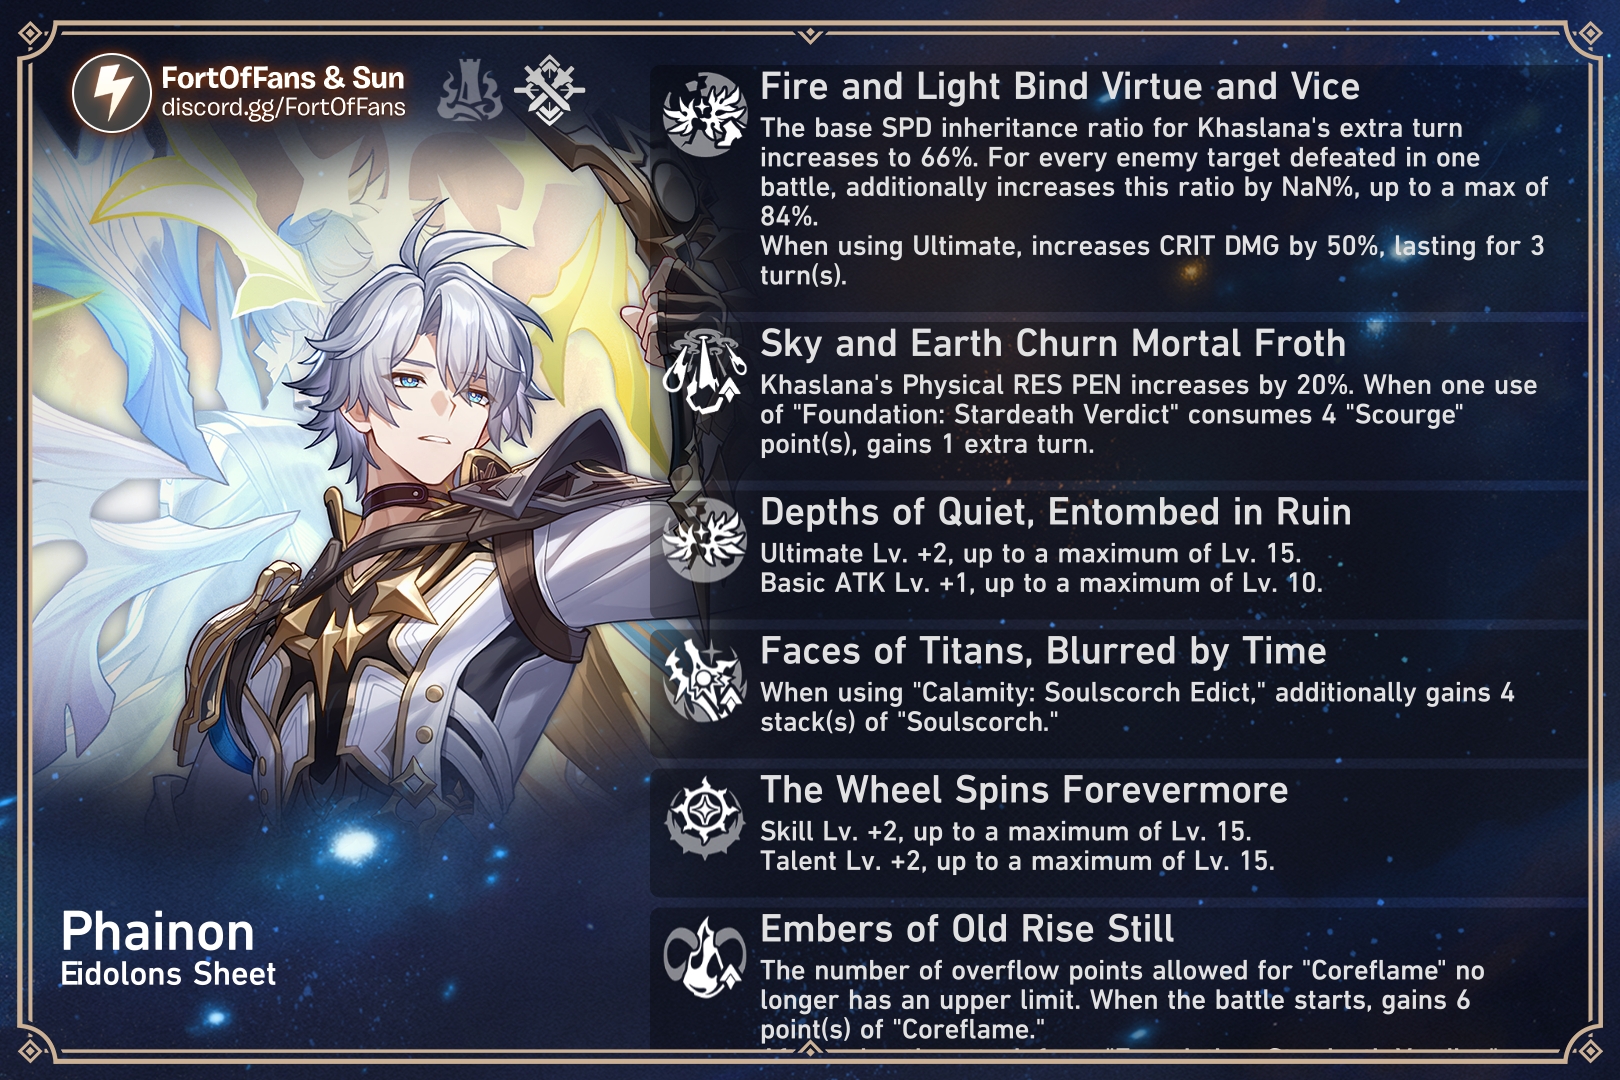 FortOfFans & Sun
discord.gg/FortOfFans
Fire and Light Bind Virtue and Vice
The base SPD inheritance ratio for Khaslana's extra turn
increases to 66%. For every enemy target defeated in one
battle, additionally increases this ratio by NaN%, up to a max of
84%.
When using Ultimate, increases CRIT DMG by 50%, lasting for 3
turn(s).
Sky and Earth Churn Mortal Froth
Khaslana's Physical RES PEN increases by 20%. When one use
of "Foundation: Stardeath Verdict" consumes 4 "Scourge"
point(s), gains 1 extra turn.
Depths of Quiet, Entombed in Ruin
Ultimate Lv. +2, up to a maximum of Lv. 15.
Basic ATK Lv. +1, up to a maximum of Lv. 10.
Faces of Titans, Blurred by Time
When using "Calamity: Soulscorch Edict," additionally gains 4
stack(s) of "Soulscorch."
The Wheel Spins Forevermore
Skill Lv. +2, up to a maximum of Lv. 15.
Talent Lv. +2, up to a maximum of Lv. 15.
Embers of Old Rise Still
The number of overflow points allowed for "Coreflame" no
longer has an upper limit. When the battle starts, gains 6
point(s) of "Coreflame."
Phainon
Eidolons Sheet